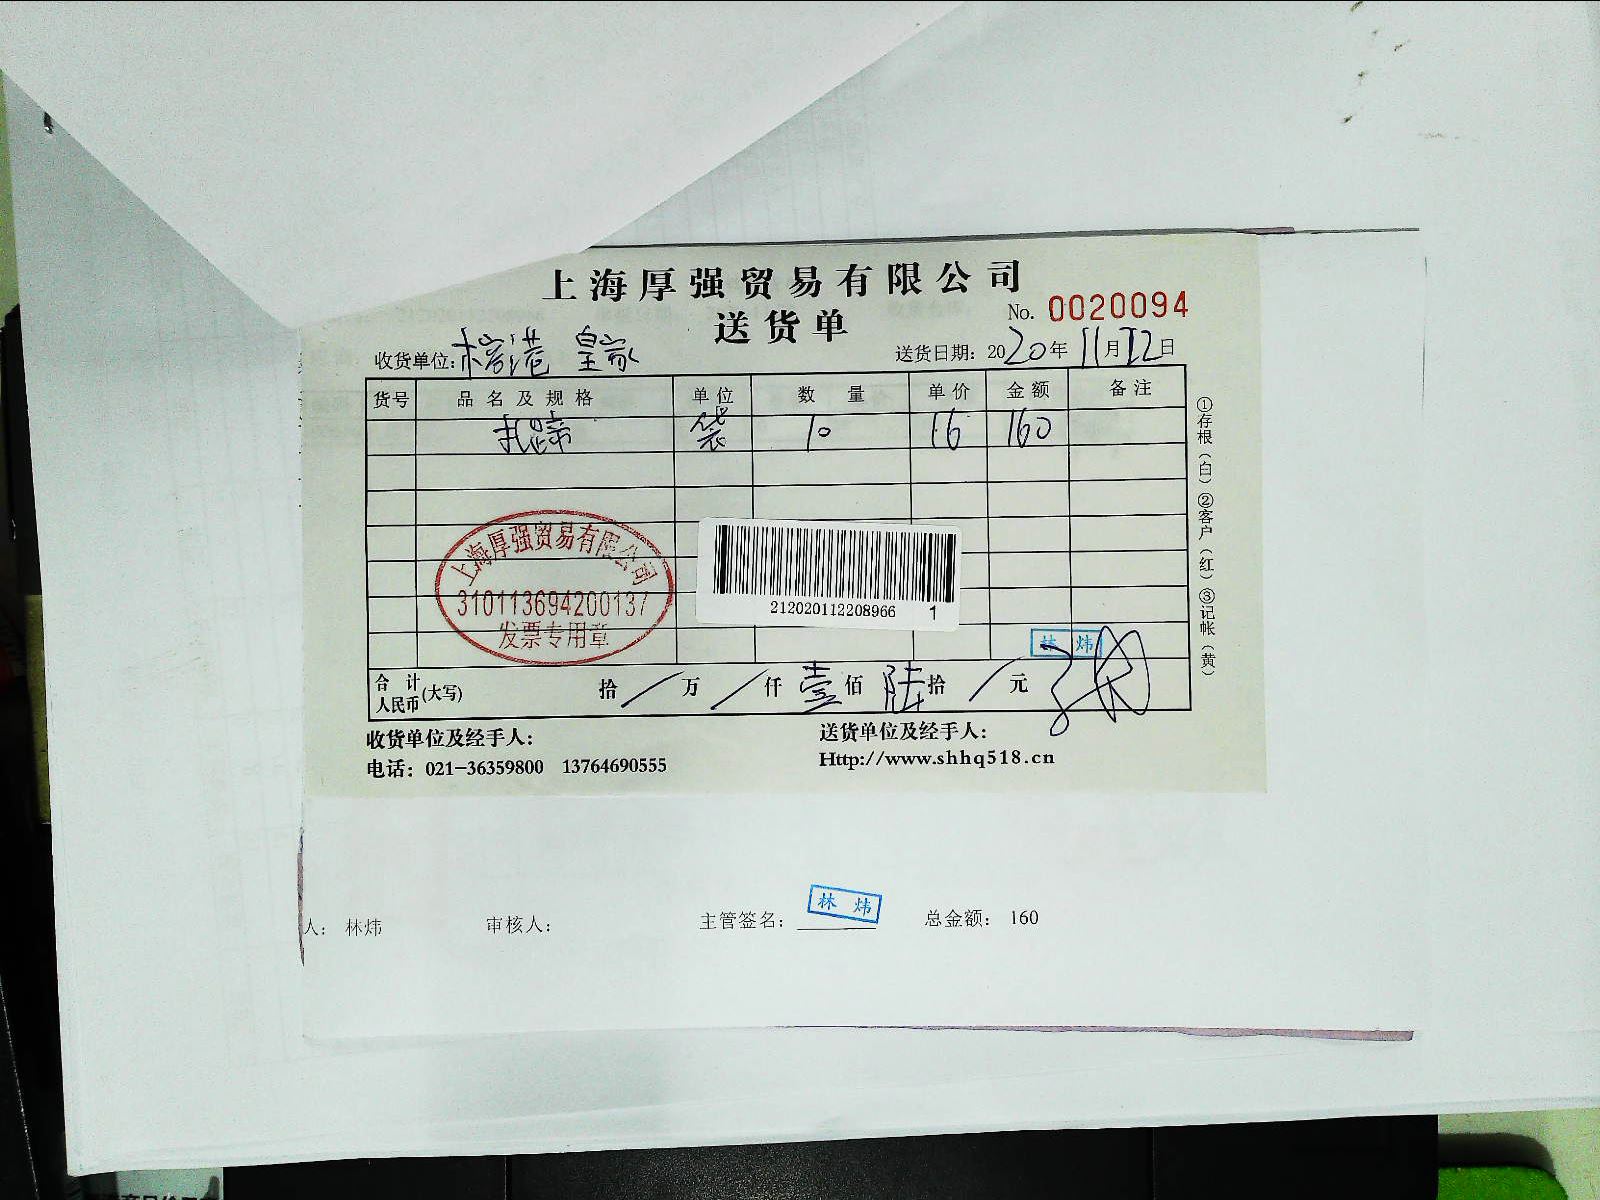 上海厚强贸易有限公司
送货单
No. 0020094
收货单位:
送货日期: 2020年11月12日
货号 品名及规格 单位 数量 单价 金额 备注
袋 10 16 160
上海厚强贸易有限公司
310113694200137
发票专用章
212020112208966 1
林炜
合计
人民币(大写) 拾/万/仟壹佰陆拾/元
①存根(白)②客户(红)③记帐(黄)
收货单位及经手人:
送货单位及经手人:
电话: 021-36359800 13764690555
Http://www.shhq518.cn
人: 林炜 审核人: 主管签名: 林炜 总金额: 160